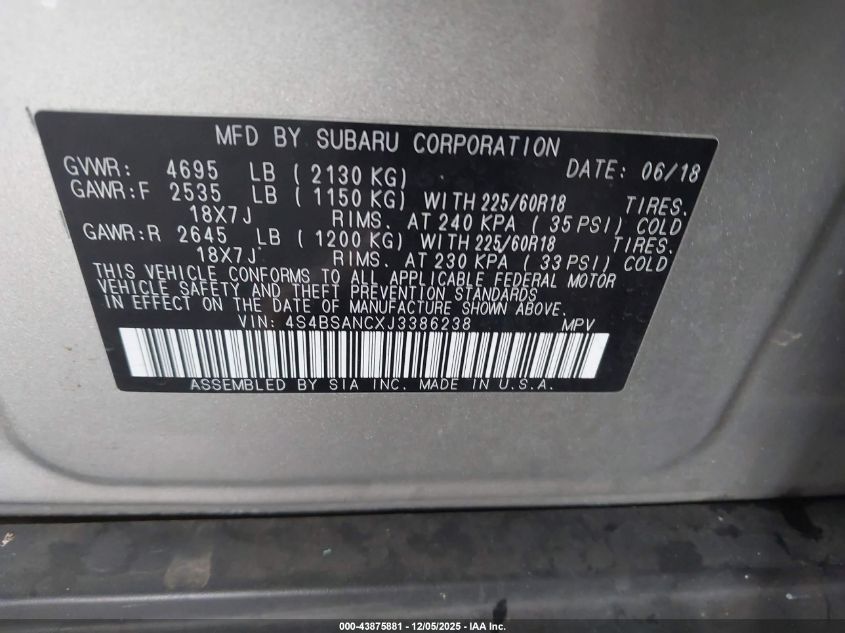 MFD BY SUBARU CORPORATION
GVWR: 4695 LB ( 2130 KG) DATE: 06/18
GAWR:F 2535 LB ( 1150 KG) WITH 225/60R18 TIRES.
18X7J RIMS. AT 240 KPA ( 35 PSI) COLD
GAWR:R 2645 LB ( 1200 KG) WITH 225/60R18 TIRES.
18X7J RIMS. AT 230 KPA ( 33 PSI) COLD
THIS VEHICLE CONFORMS TO ALL APPLICABLE FEDERAL MOTOR
VEHICLE SAFETY AND THEFT PREVENTION STANDARDS
IN EFFECT ON THE DATE OF MANUFACTURE SHOWN ABOVE.
VIN: 4S4BSANCXJ3386238 MPV
ASSEMBLED BY SIA INC. MADE IN U.S.A.
000-43875881 - 12/05/2025 - IAA Inc.